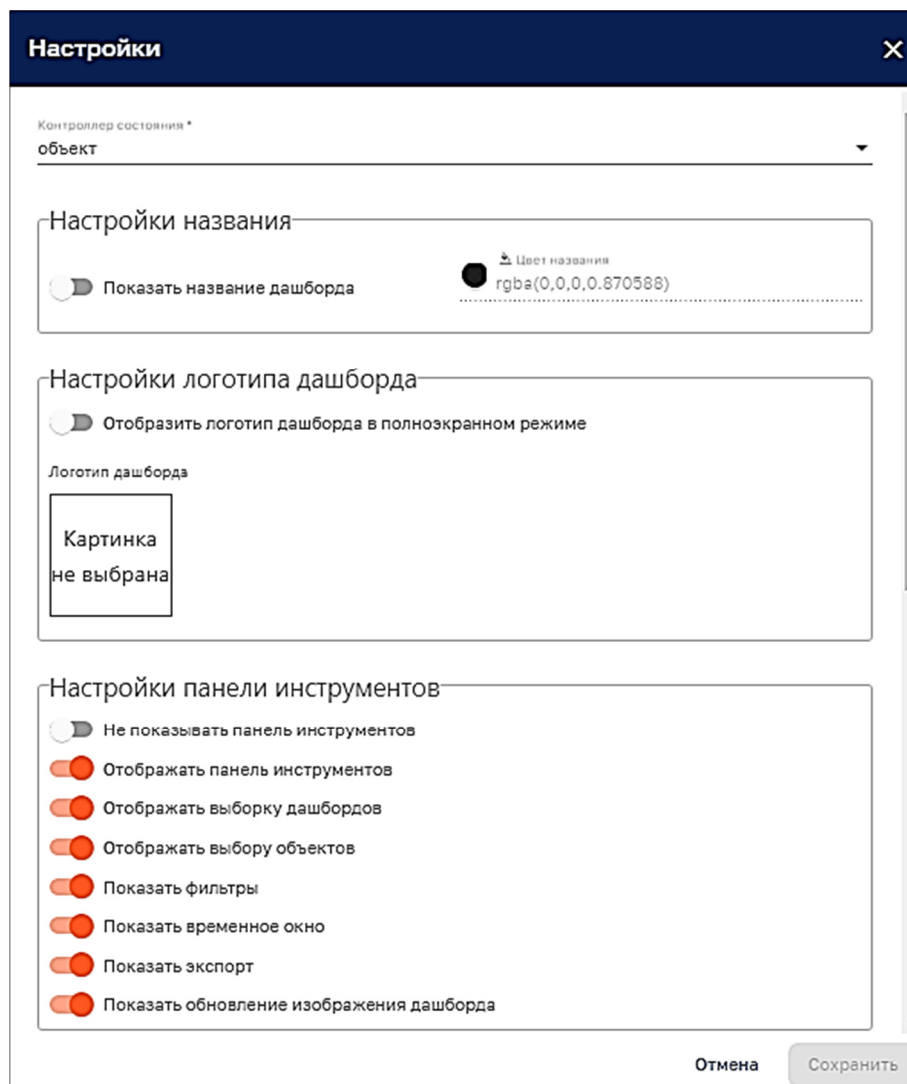 Настройки
Контроллер состояния *
объект
Настройки названия
Показать название дашборда
Цвет названия
rgba(0,0,0,0.870588)
Настройки логотипа дашборда
Отобразить логотип дашборда в полноэкранном режиме
Логотип дашборда
Картинка
не выбрана
Настройки панели инструментов
Не показывать панель инструментов
Отображать панель инструментов
Отображать выборку дашбордов
Отображать выбору объектов
Показать фильтры
Показать временное окно
Показать экспорт
Показать обновление изображения дашборда
Отмена
Сохранить